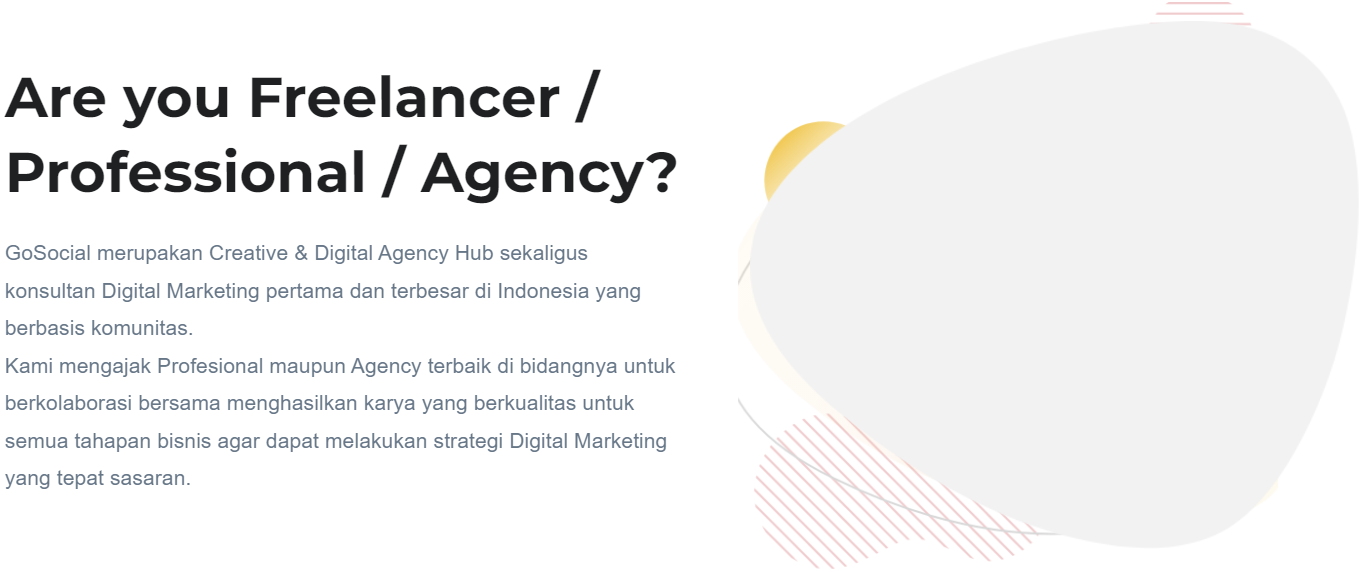 Are you Freelancer /
Professional / Agency?
GoSocial merupakan Creative & Digital Agency Hub sekaligus
konsultan Digital Marketing pertama dan terbesar di Indonesia yang
berbasis komunitas.
Kami mengajak Profesional maupun Agency terbaik di bidangnya untuk
berkolaborasi bersama menghasilkan karya yang berkualitas untuk
semua tahapan bisnis agar dapat melakukan strategi Digital Marketing
yang tepat sasaran.